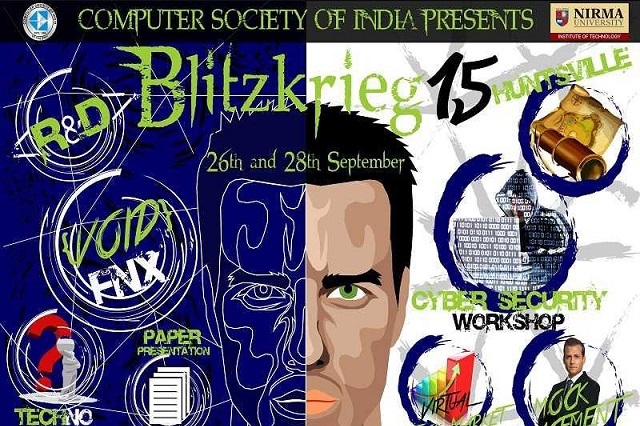 COMPUTER SOCIETY OF INDIA PRESENTS
NIRMA
UNIVERSITY
INSTITUTE OF TECHNOLOGY
Blitzkrieg 15
HUNTSVILLE
R&D
26th and 28th September
VOID
FNX
CYBER SECURITY
WORKSHOP
PAPER
PRESENTATION
TECHNO
VIRTUAL
MARKET
MOCK